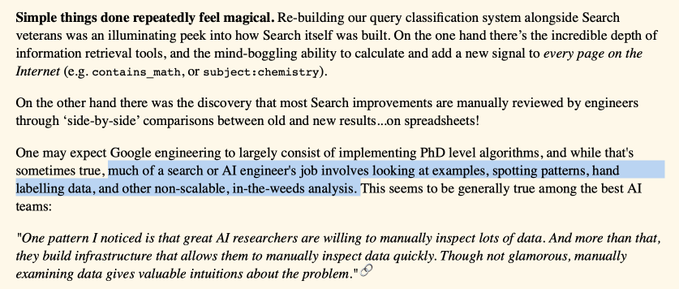 Simple things done repeatedly feel magical. Re-building our query classification system alongside Search
veterans was an illuminating peek into how Search itself was built. On the one hand there's the incredible depth of
information retrieval tools, and the mind-boggling ability to calculate and add a new signal to every page on the
Internet (e.g. contains_math, or subject:chemistry).
On the other hand there was the discovery that most Search improvements are manually reviewed by engineers
through ‘side-by-side’ comparisons between old and new results...on spreadsheets!
One may expect Google engineering to largely consist of implementing PhD level algorithms, and while that's
sometimes true, much of a search or AI engineer's job involves looking at examples, spotting patterns, hand
labelling data, and other non-scalable, in-the-weeds analysis. This seems to be generally true among the best AI
teams:
"One pattern I noticed is that great AI researchers are willing to manually inspect lots of data. And more than that,
they build infrastructure that allows them to manually inspect data quickly. Though not glamorous, manually
examining data gives valuable intuitions about the problem."